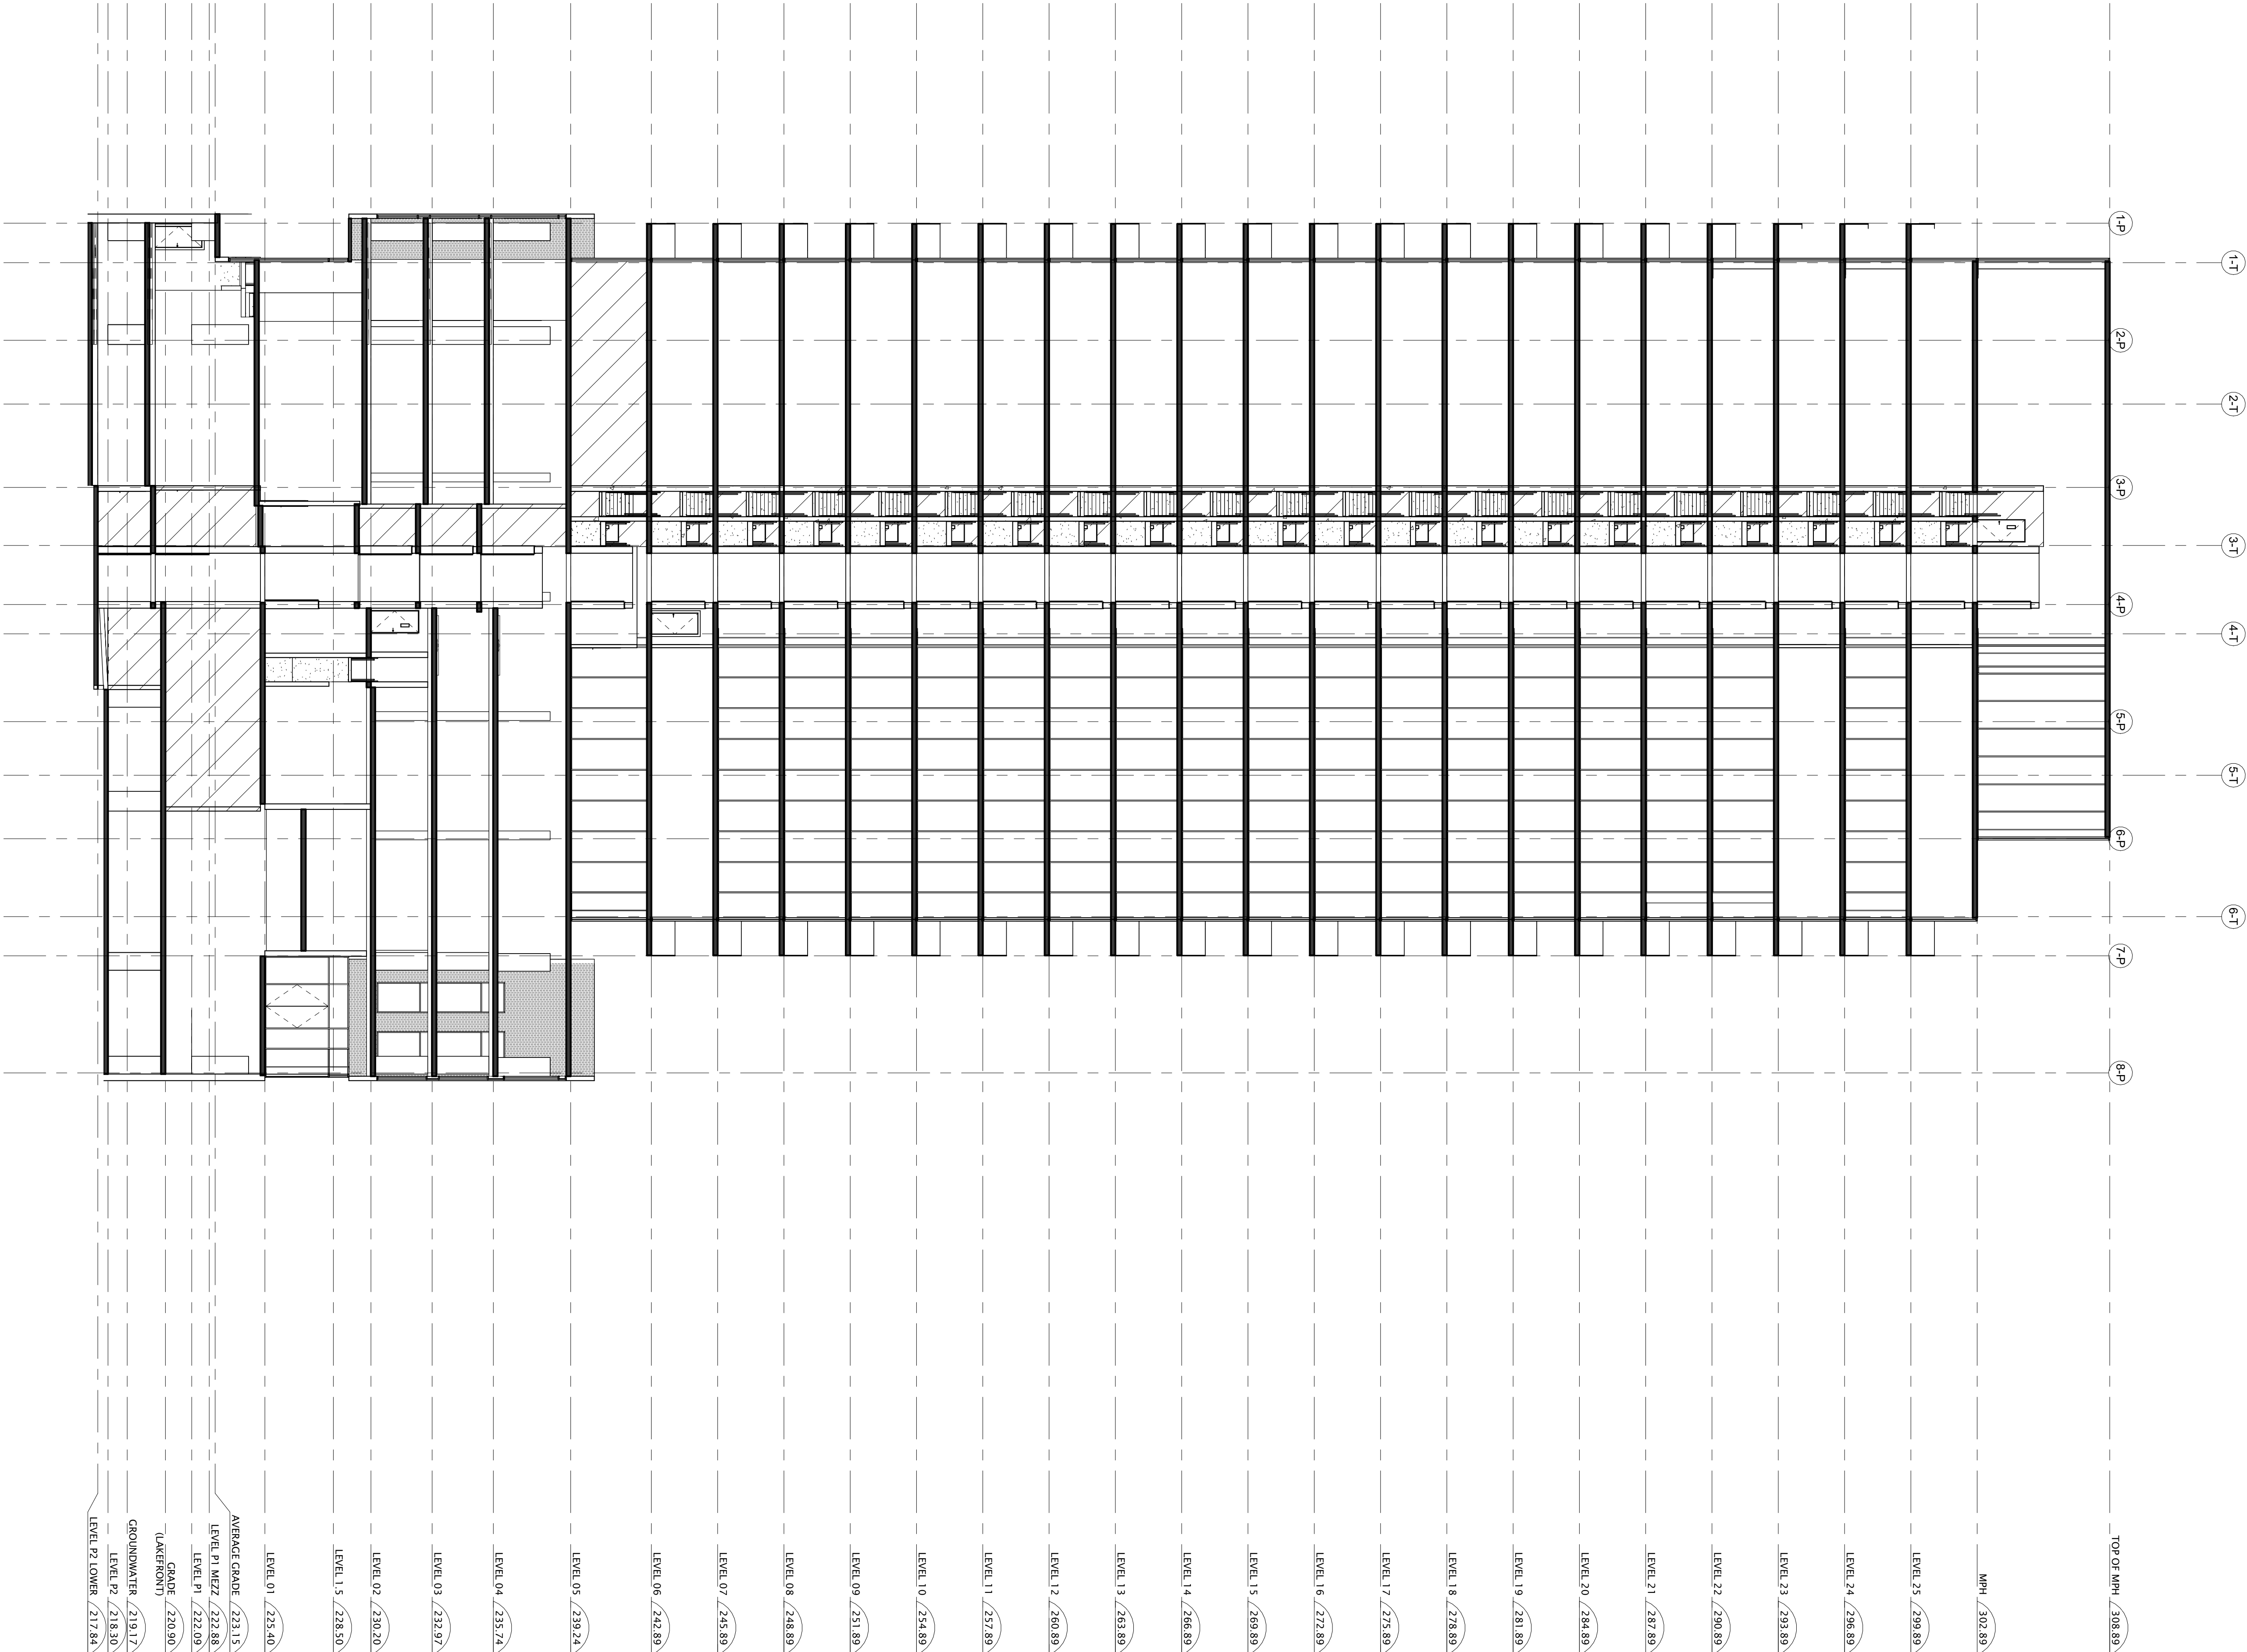 1-P
1-T
2-P
2-T
3-P
3-T
4-P
4-T
5-P
5-T
6-P
6-T
7-P
8-P
TOP OF MPH 308.89
MPH 302.89
LEVEL 25 299.89
LEVEL 24 296.89
LEVEL 23 293.89
LEVEL 22 290.89
LEVEL 21 287.89
LEVEL 20 284.89
LEVEL 19 281.89
LEVEL 18 278.89
LEVEL 17 275.89
LEVEL 16 272.89
LEVEL 15 269.89
LEVEL 14 266.89
LEVEL 13 263.89
LEVEL 12 260.89
LEVEL 11 257.89
LEVEL 10 254.89
LEVEL 09 251.89
LEVEL 08 248.89
LEVEL 07 245.89
LEVEL 06 242.89
LEVEL 05 239.24
LEVEL 04 235.74
LEVEL 03 232.97
LEVEL 02 230.20
LEVEL 1.5 228.50
LEVEL 01 225.40
AVERAGE GRADE 223.15
LEVEL P1 MEZZ 222.88
LEVEL P1 222.09
GRADE
(LAKEFRONT) 220.90
GROUNDWATER 219.17
LEVEL P2 218.30
LEVEL P2 LOWER 217.84